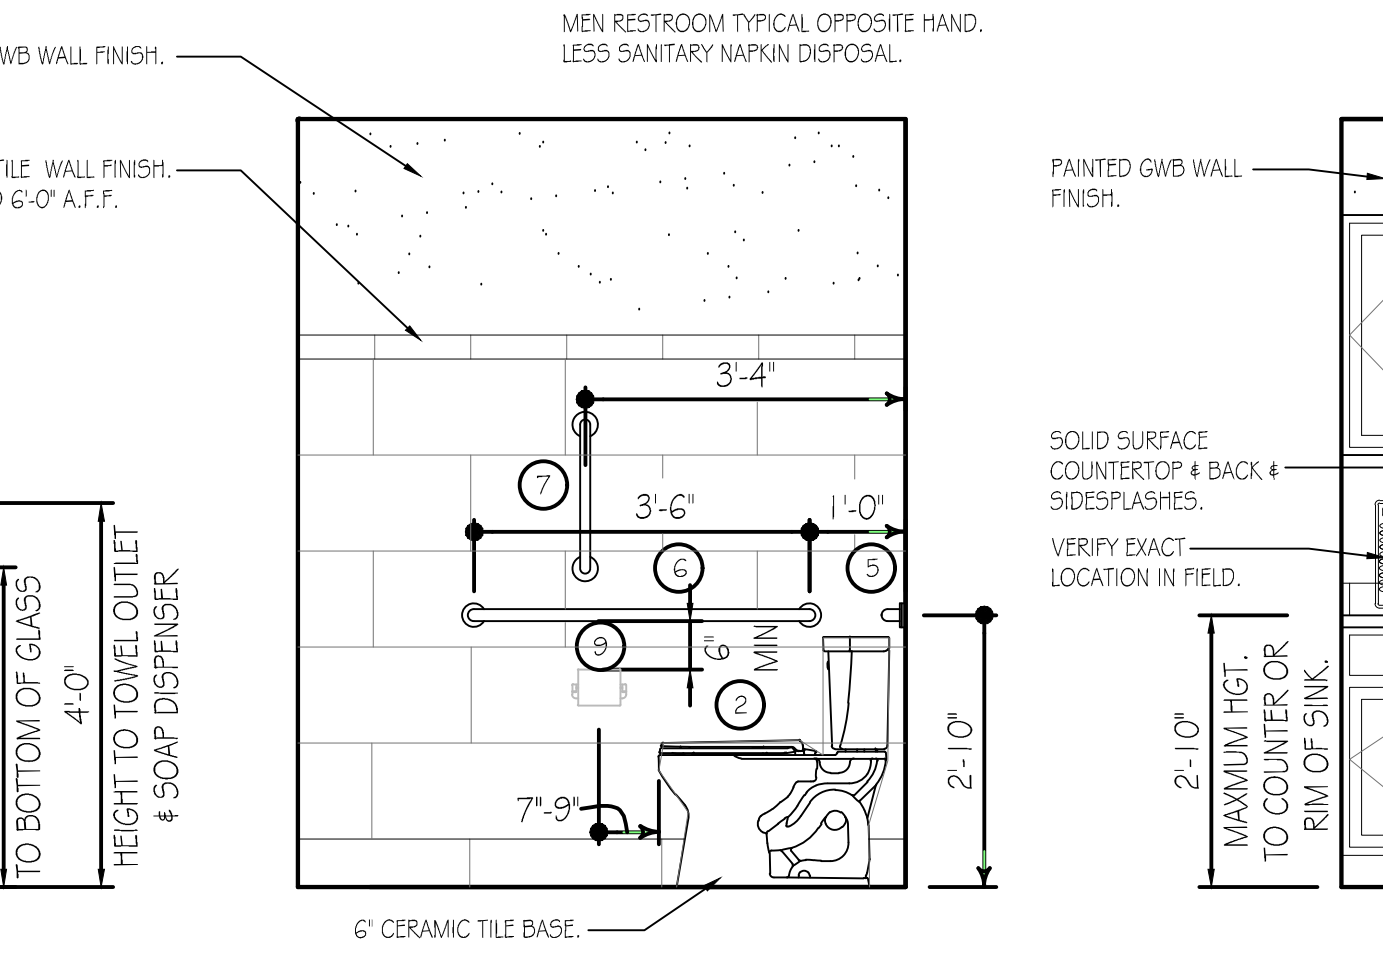 MEN RESTROOM TYPICAL OPPOSITE HAND.
LESS SANITARY NAPKIN DISPOSAL.
WB WALL FINISH.
TILE WALL FINISH.
6'-0" A.F.F.
PAINTED GWB WALL
FINISH.
3'-4"
SOLID SURFACE
COUNTERTOP & BACK &
SIDESPLASHES.
7
3'-6"
1'-0"
VERIFY EXACT
LOCATION IN FIELD.
6
5
9
6"
MIN
2
TO BOTTOM OF GLASS
4'-0"
HEIGHT TO TOWEL OUTLET
& SOAP DISPENSER
2'-10"
2'-10"
MAXMUM HGT.
TO COUNTER OR
RIM OF SINK.
7"-9"
6" CERAMIC TILE BASE.